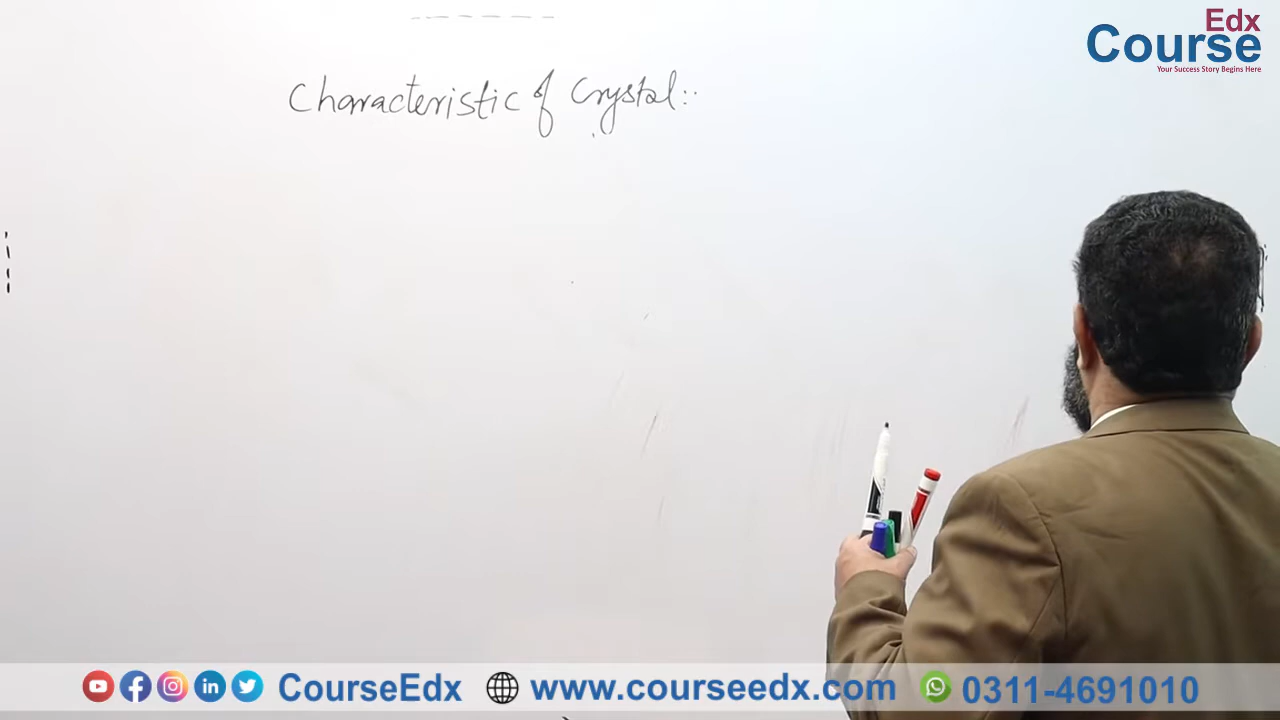 Edx
Course
Your Success Story Begins Here
Characteristic of Crystal:-
CourseEdx
www.courseedx.com
0311-4691010